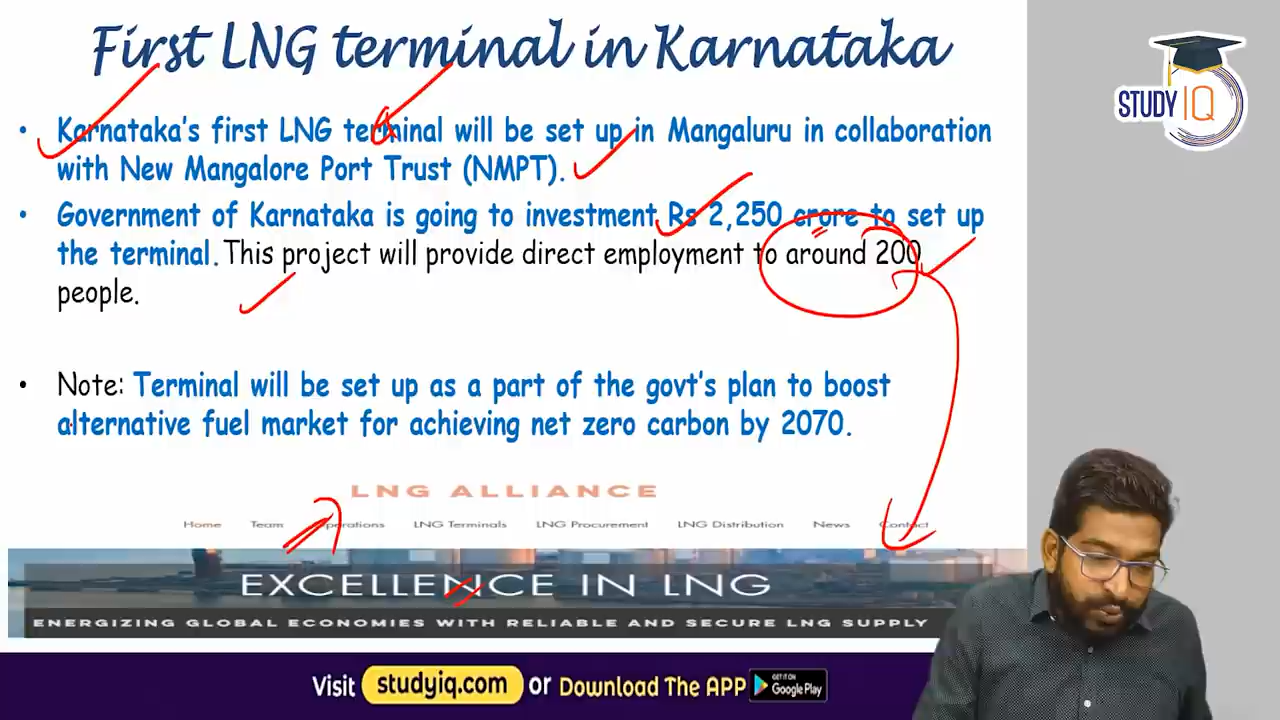 First LNG terminal in Karnataka
STUDY IQ
• Karnataka's first LNG terminal will be set up in Mangaluru in collaboration
with New Mangalore Port Trust (NMPT).
• Government of Karnataka is going to investment Rs 2,250 crore to set up
the terminal. This project will provide direct employment to around 200
people.
• Note: Terminal will be set up as a part of the govt's plan to boost
alternative fuel market for achieving net zero carbon by 2070.
LNG ALLIANCE
Home Team Operations LNG Terminals LNG Procurement LNG Distribution News Contact
EXCELLENCE IN LNG
ENERGIZING GLOBAL ECONOMIES WITH RELIABLE AND SECURE LNG SUPPLY
Visit studyiq.com or Download The APP GET IT ON Google Play